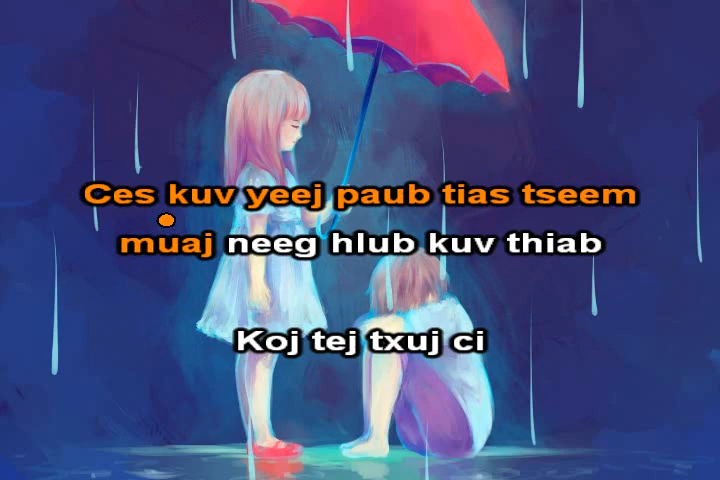 Ces kuv yeej paub tias tseem
muaj neeg hlub kuv thiab
Koj tej txuj ci